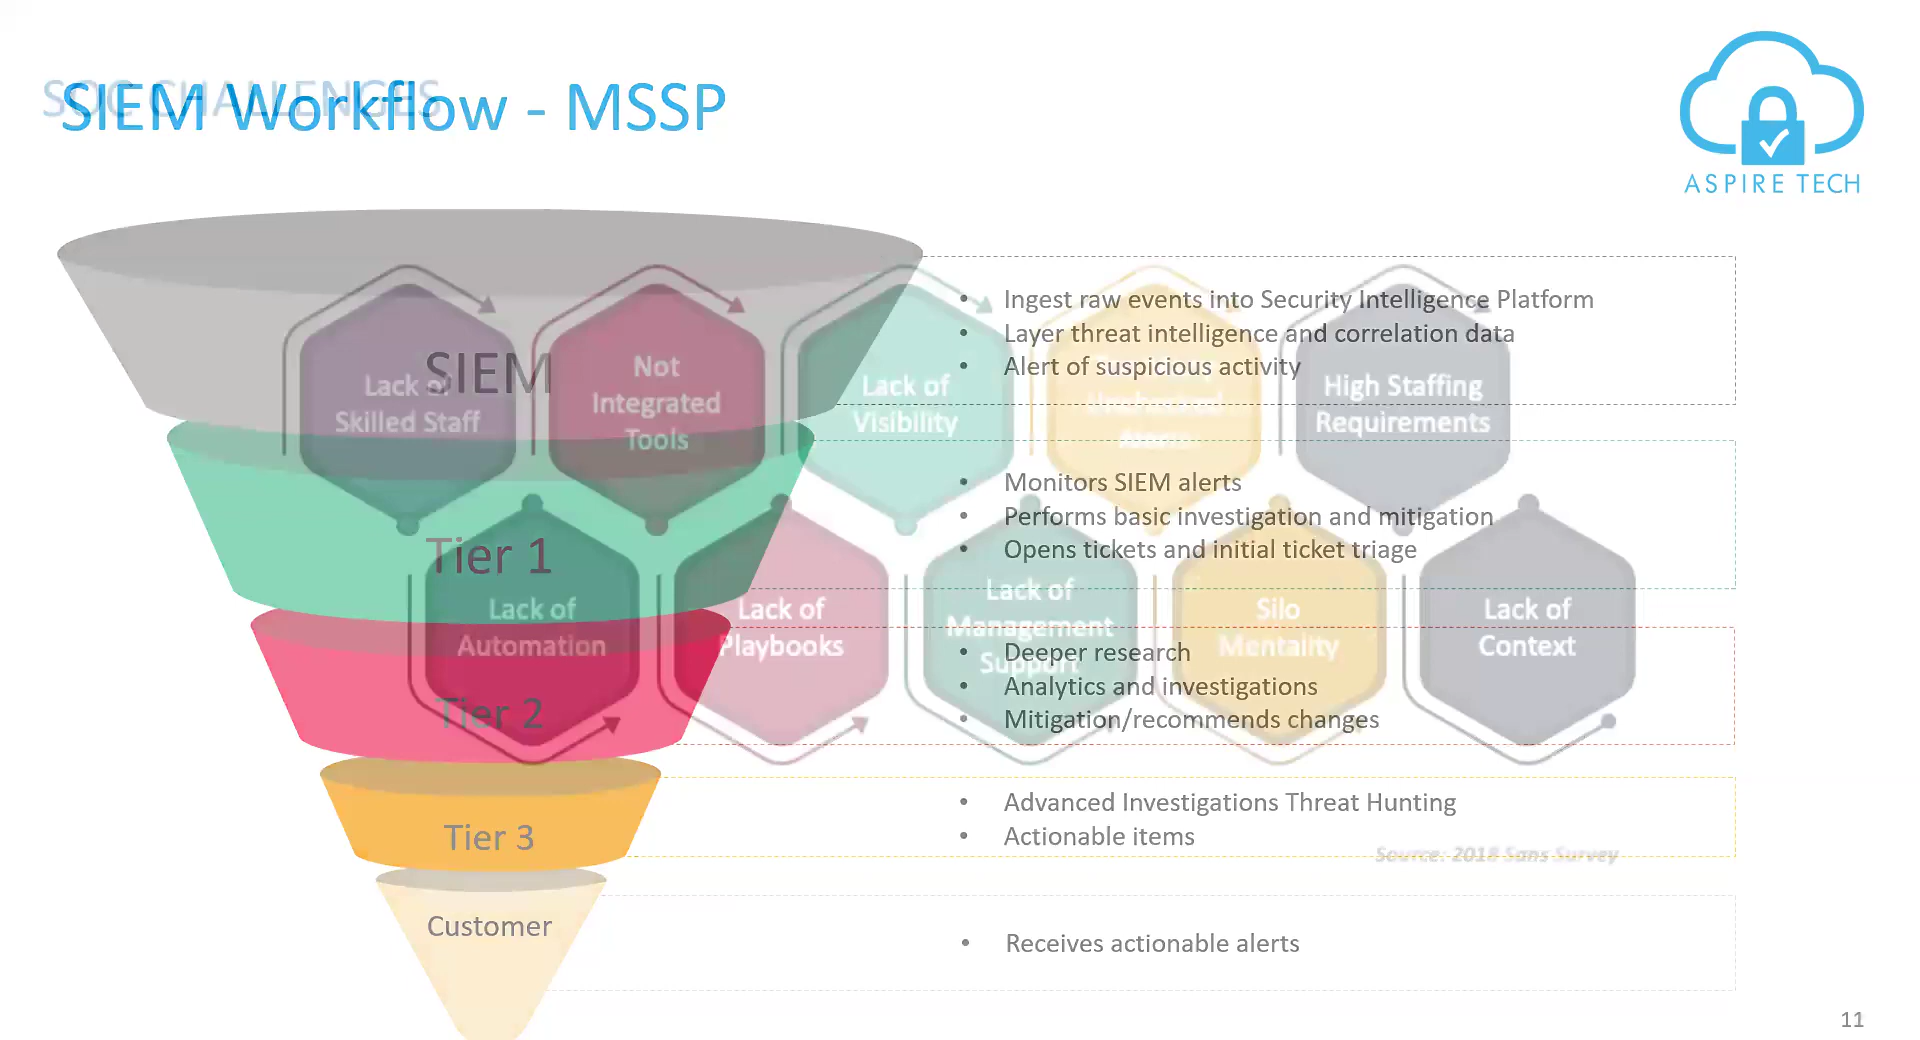 SOC CHALLENGES
SIEM Workflow - MSSP
ASPIRE TECH
SIEM
• Ingest raw events into Security Intelligence Platform
• Layer threat intelligence and correlation data
• Alert of suspicious activity
Lack of
Skilled Staff
Not
Integrated
Tools
Lack of
Visibility
High Staffing
Requirements
Tier 1
• Monitors SIEM alerts
• Performs basic investigation and mitigation
• Opens tickets and initial ticket triage
Lack of
Automation
Lack of
Playbooks
Lack of
Management
Support
Silo
Mentality
Lack of
Context
Tier 2
• Deeper research
• Analytics and investigations
• Mitigation/recommends changes
Tier 3
• Advanced Investigations Threat Hunting
• Actionable items
Source: 2018 Sans Survey
Customer
• Receives actionable alerts
11